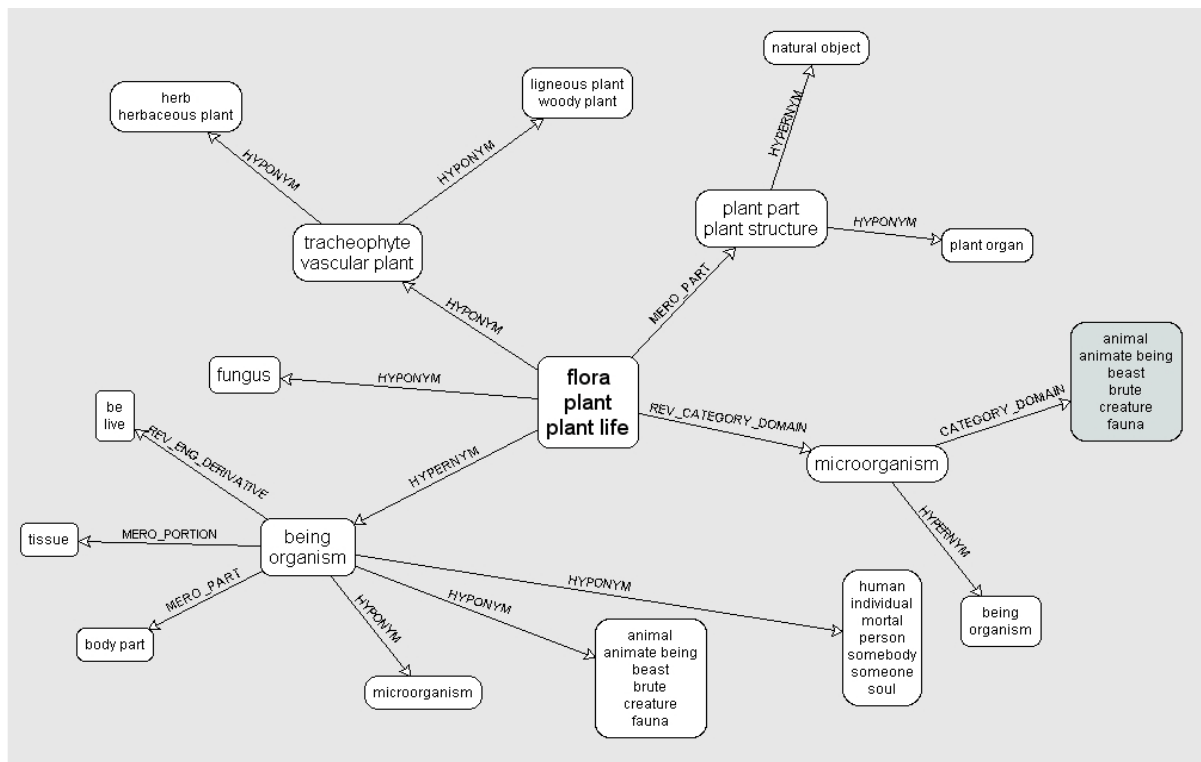 natural object
ligneous plant
woody plant
herb
herbaceous plant
HYPERNYM
HYPONYM
HYPONYM
plant part
plant structure
HYPONYM
plant organ
tracheophyte
vascular plant
MERO_PART
HYPONYM
fungus
HYPONYM
flora
plant
plant life
REV_CATEGORY_DOMAIN
CATEGORY_DOMAIN
animal
animate being
beast
brute
creature
fauna
be
live
REV_ENG_DERIVATIVE
HYPERNYM
microorganism
HYPERNYM
being
organism
tissue
MERO_PORTION
being
organism
MERO_PART
body part
HYPONYM
microorganism
HYPONYM
animal
animate being
beast
brute
creature
fauna
HYPONYM
human
individual
mortal
person
somebody
someone
soul